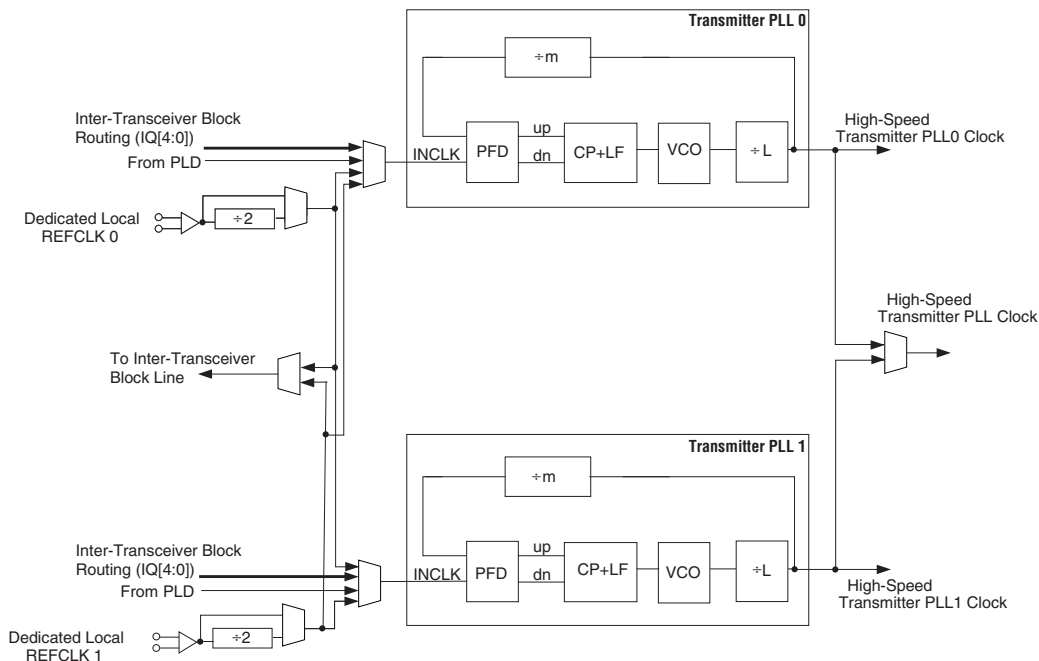 Transmitter PLL 0
÷m
Inter-Transceiver Block
Routing (IQ[4:0])
From PLD
INCLK
PFD
up
dn
CP+LF
VCO
÷L
High-Speed
Transmitter PLL0 Clock
Dedicated Local
REFCLK 0
÷2
High-Speed
Transmitter PLL Clock
To Inter-Transceiver
Block Line
Transmitter PLL 1
÷m
Inter-Transceiver Block
Routing (IQ[4:0])
From PLD
INCLK
PFD
up
dn
CP+LF
VCO
÷L
High-Speed
Transmitter PLL1 Clock
Dedicated Local
REFCLK 1
÷2